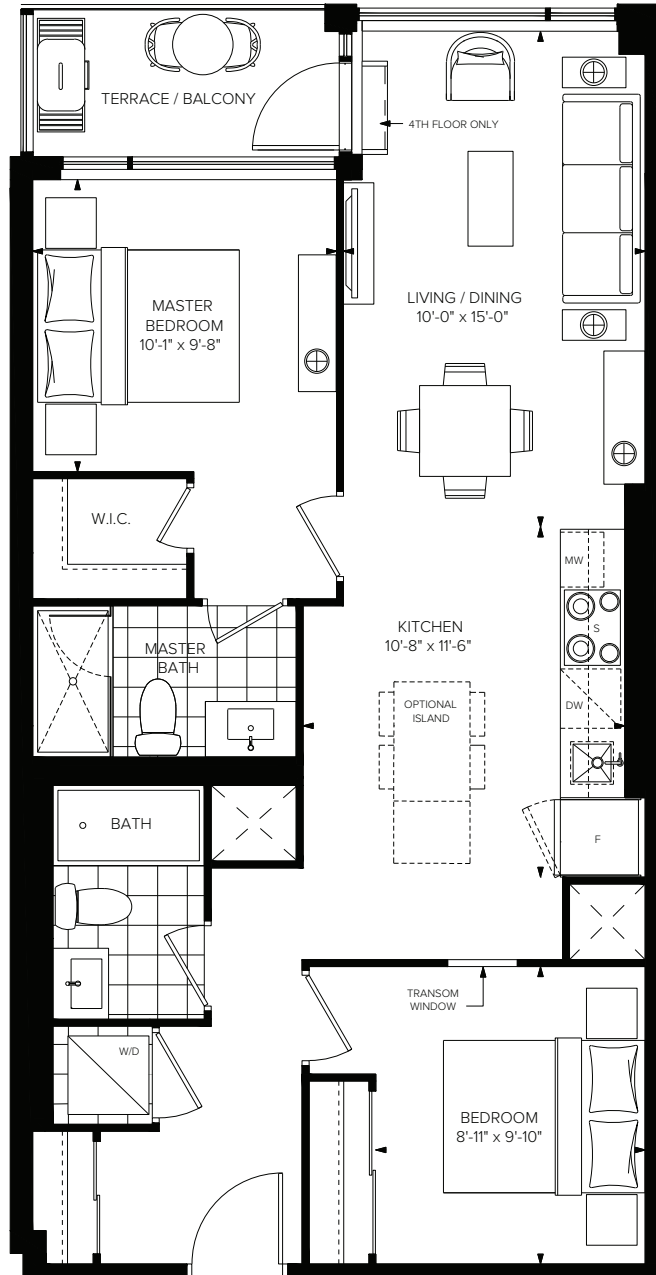 TERRACE / BALCONY
4TH FLOOR ONLY
MASTER
BEDROOM
10'-1" x 9'-8"
LIVING / DINING
10'-0" x 15'-0"
W.I.C.
MW
S
KITCHEN
10'-8" x 11'-6"
MASTER
BATH
OPTIONAL
ISLAND
DW
BATH
F
TRANSOM
WINDOW
W/D
BEDROOM
8'-11" x 9'-10"